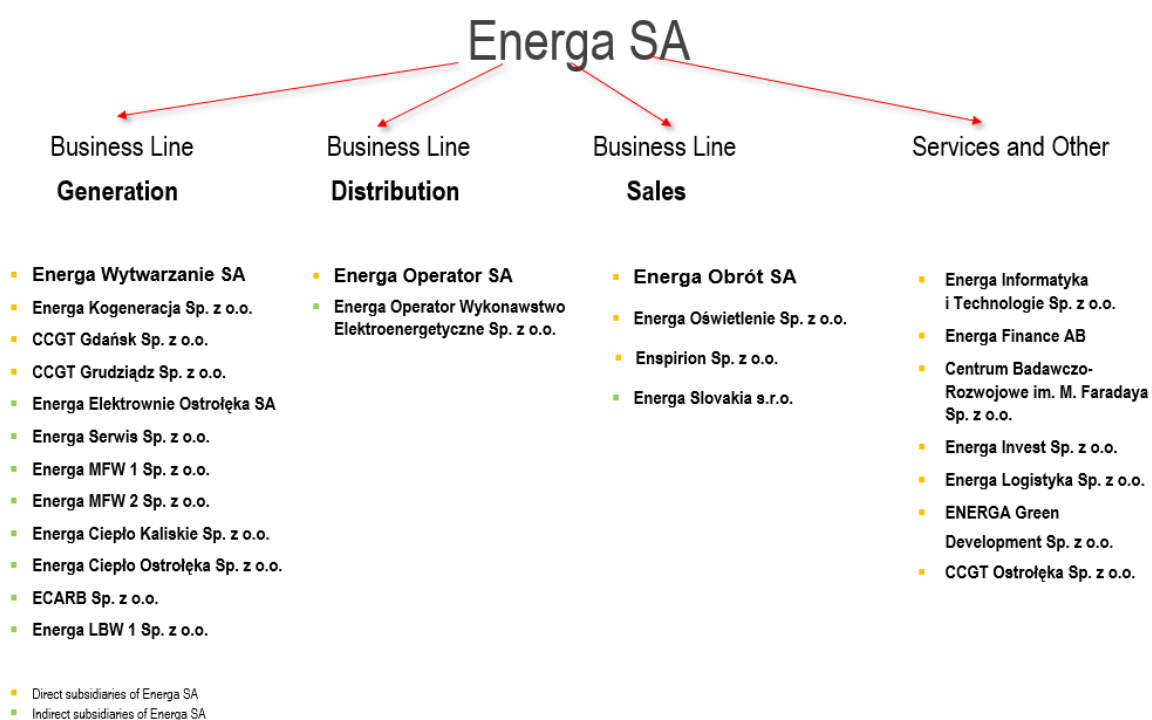 Energa SA
Business Line
Generation
Business Line
Distribution
Business Line
Sales
Services and Other
Energa Wytwarzanie SA
Energa Kogeneracja Sp. z o.o.
CCGT Gdańsk Sp. z o.o.
CCGT Grudziądz Sp. z o.o.
Energa Elektrownie Ostrołęka SA
Energa Serwis Sp. z o.o.
Energa MFW 1 Sp. z o.o.
Energa MFW 2 Sp. z o.o.
Energa Ciepło Kaliskie Sp. z o.o.
Energa Ciepło Ostrołęka Sp. z o.o.
ECARB Sp. z o.o.
Energa LBW 1 Sp. z o.o.
Energa Operator SA
Energa Operator Wykonawstwo
Elektroenergetyczne Sp. z o.o.
Energa Obrót SA
Energa Oświetlenie Sp. z o.o.
Enspirion Sp. z o.o.
Energa Slovakia s.r.o.
Energa Informatyka
i Technologie Sp. z o.o.
Energa Finance AB
Centrum Badawczo-
Rozwojowe im. M. Faradaya
Sp. z o.o.
Energa Invest Sp. z o.o.
Energa Logistyka Sp. z o.o.
ENERGA Green
Development Sp. z o.o.
CCGT Ostrołęka Sp. z o.o.
Direct subsidiaries of Energa SA
Indirect subsidiaries of Energa SA